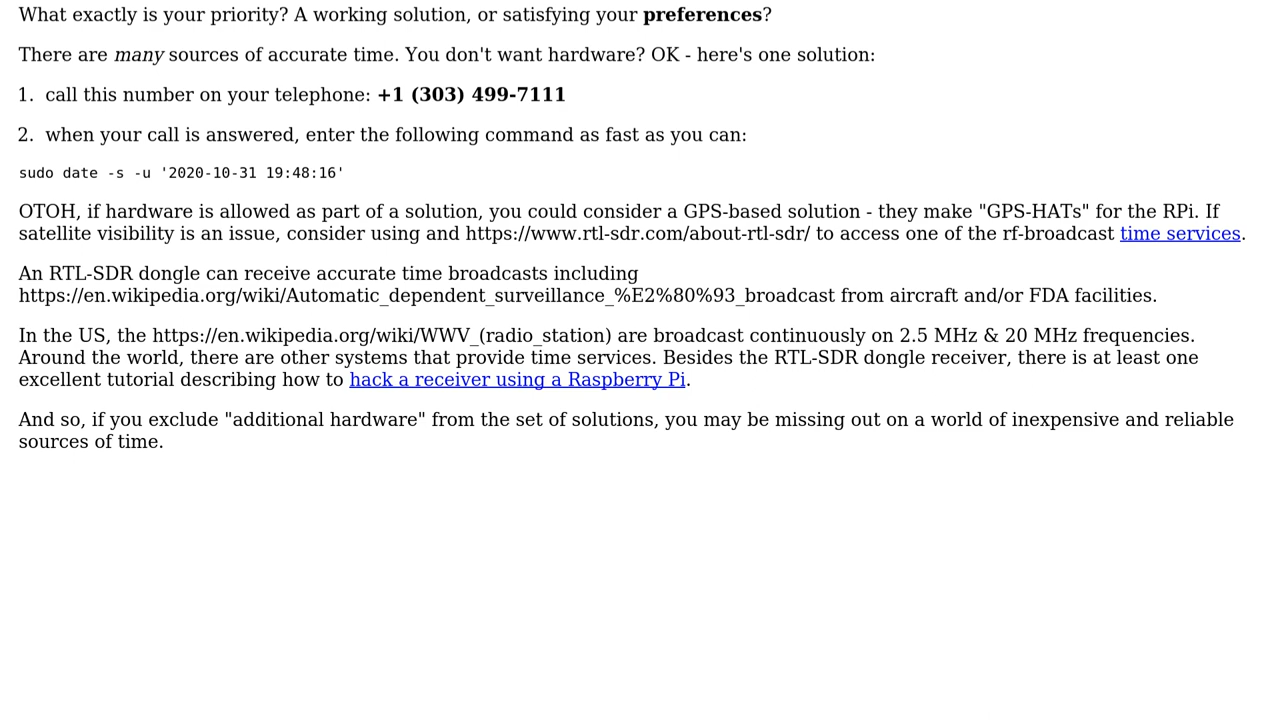 What exactly is your priority? A working solution, or satisfying your preferences?
There are many sources of accurate time. You don't want hardware? OK - here's one solution:
1. call this number on your telephone: +1 (303) 499-7111
2. when your call is answered, enter the following command as fast as you can:
sudo date -s -u '2020-10-31 19:48:16'
OTOH, if hardware is allowed as part of a solution, you could consider a GPS-based solution - they make "GPS-HATs" for the RPi. If
satellite visibility is an issue, consider using and https://www.rtl-sdr.com/about-rtl-sdr/ to access one of the rf-broadcast time services.
An RTL-SDR dongle can receive accurate time broadcasts including
https://en.wikipedia.org/wiki/Automatic_dependent_surveillance_%E2%80%93_broadcast from aircraft and/or FDA facilities.
In the US, the https://en.wikipedia.org/wiki/WWV_(radio_station) are broadcast continuously on 2.5 MHz & 20 MHz frequencies.
Around the world, there are other systems that provide time services. Besides the RTL-SDR dongle receiver, there is at least one
excellent tutorial describing how to hack a receiver using a Raspberry Pi.
And so, if you exclude "additional hardware" from the set of solutions, you may be missing out on a world of inexpensive and reliable
sources of time.